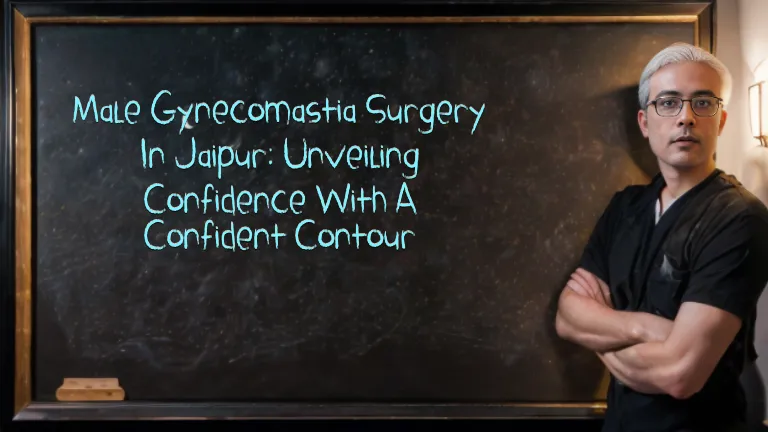 Male Gynecomastia Surgery
In Jaipur: Unveiling
Confidence With A
Confident Contour